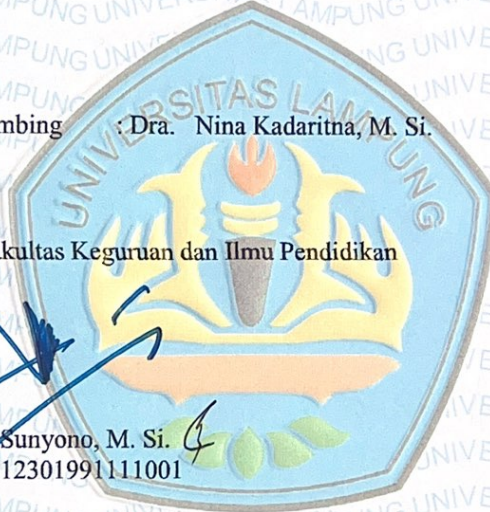 mbing : Dra. Nina Kadaritna, M. Si.
UNIVERSITAS LAMPUNG
kultas Keguruan dan Ilmu Pendidikan
Sunyono, M. Si.
12301991111001